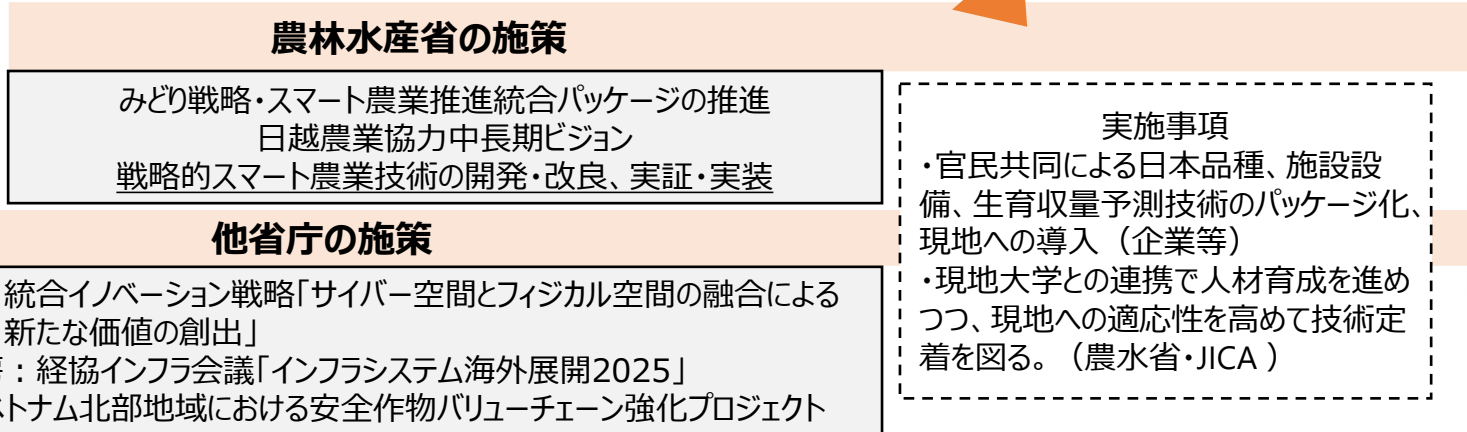 農林水産省の施策
みどり戦略・スマート農業推進統合パッケージの推進
日越農業協力中長期ビジョン
戦略的スマート農業技術の開発・改良、実証・実装
他省庁の施策
統合イノベーション戦略「サイバー空間とフィジカル空間の融合による
新たな価値の創出」
：経協インフラ会議「インフラシステム海外展開2025」
トナム北部地域における安全作物バリューチェーン強化プロジェクト
実施事項
・官民共同による日本品種、施設設
備、生育収量予測技術のパッケージ化、
現地への導入（企業等）
・現地大学との連携で人材育成を進め
つつ、現地への適応性を高めて技術定
着を図る。（農水省・JICA ）